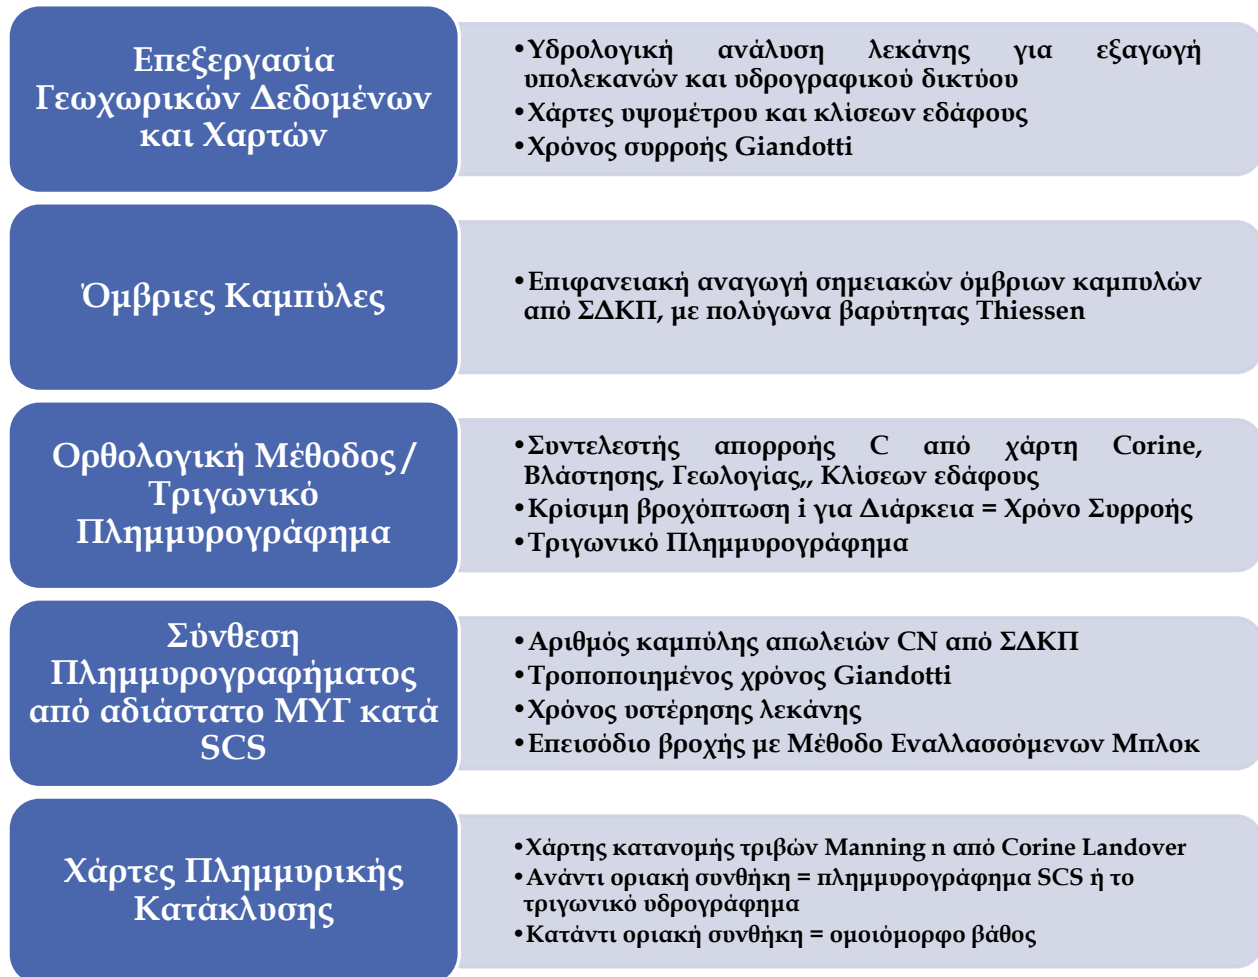 Επεξεργασία
Γεωχωρικών Δεδομένων
και Χαρτών
•Υδρολογική ανάλυση λεκάνης για εξαγωγή
υπολεκανών και υδρογραφικού δικτύου
•Χάρτες υψομέτρου και κλίσεων εδάφους
•Χρόνος συρροής Giandotti
Όμβριες Καμπύλες
•Επιφανειακή αναγωγή σημειακών όμβριων καμπυλών
από ΣΔΚΠ, με πολύγωνα βαρύτητας Thiessen
Ορθολογική Μέθοδος /
Τριγωνικό
Πλημμυρογράφημα
•Συντελεστής απορροής C από χάρτη Corine,
Βλάστησης, Γεωλογίας,, Κλίσεων εδάφους
•Κρίσιμη βροχόπτωση i για Διάρκεια = Χρόνο Συρροής
•Τριγωνικό Πλημμυρογράφημα
Σύνθεση
Πλημμυρογραφήματος
από αδιάστατο ΜΥΓ κατά
SCS
•Αριθμός καμπύλης απωλειών CN από ΣΔΚΠ
•Τροποποιημένος χρόνος Giandotti
•Χρόνος υστέρησης λεκάνης
•Επεισόδιο βροχής με Μέθοδο Εναλλασσόμενων Μπλοκ
Χάρτες Πλημμυρικής
Κατάκλυσης
•Χάρτης κατανομής τριβών Manning n από Corine Landover
•Ανάντι οριακή συνθήκη = πλημμυρογράφημα SCS ή το
τριγωνικό υδρογράφημα
•Κατάντι οριακή συνθήκη = ομοιόμορφο βάθος